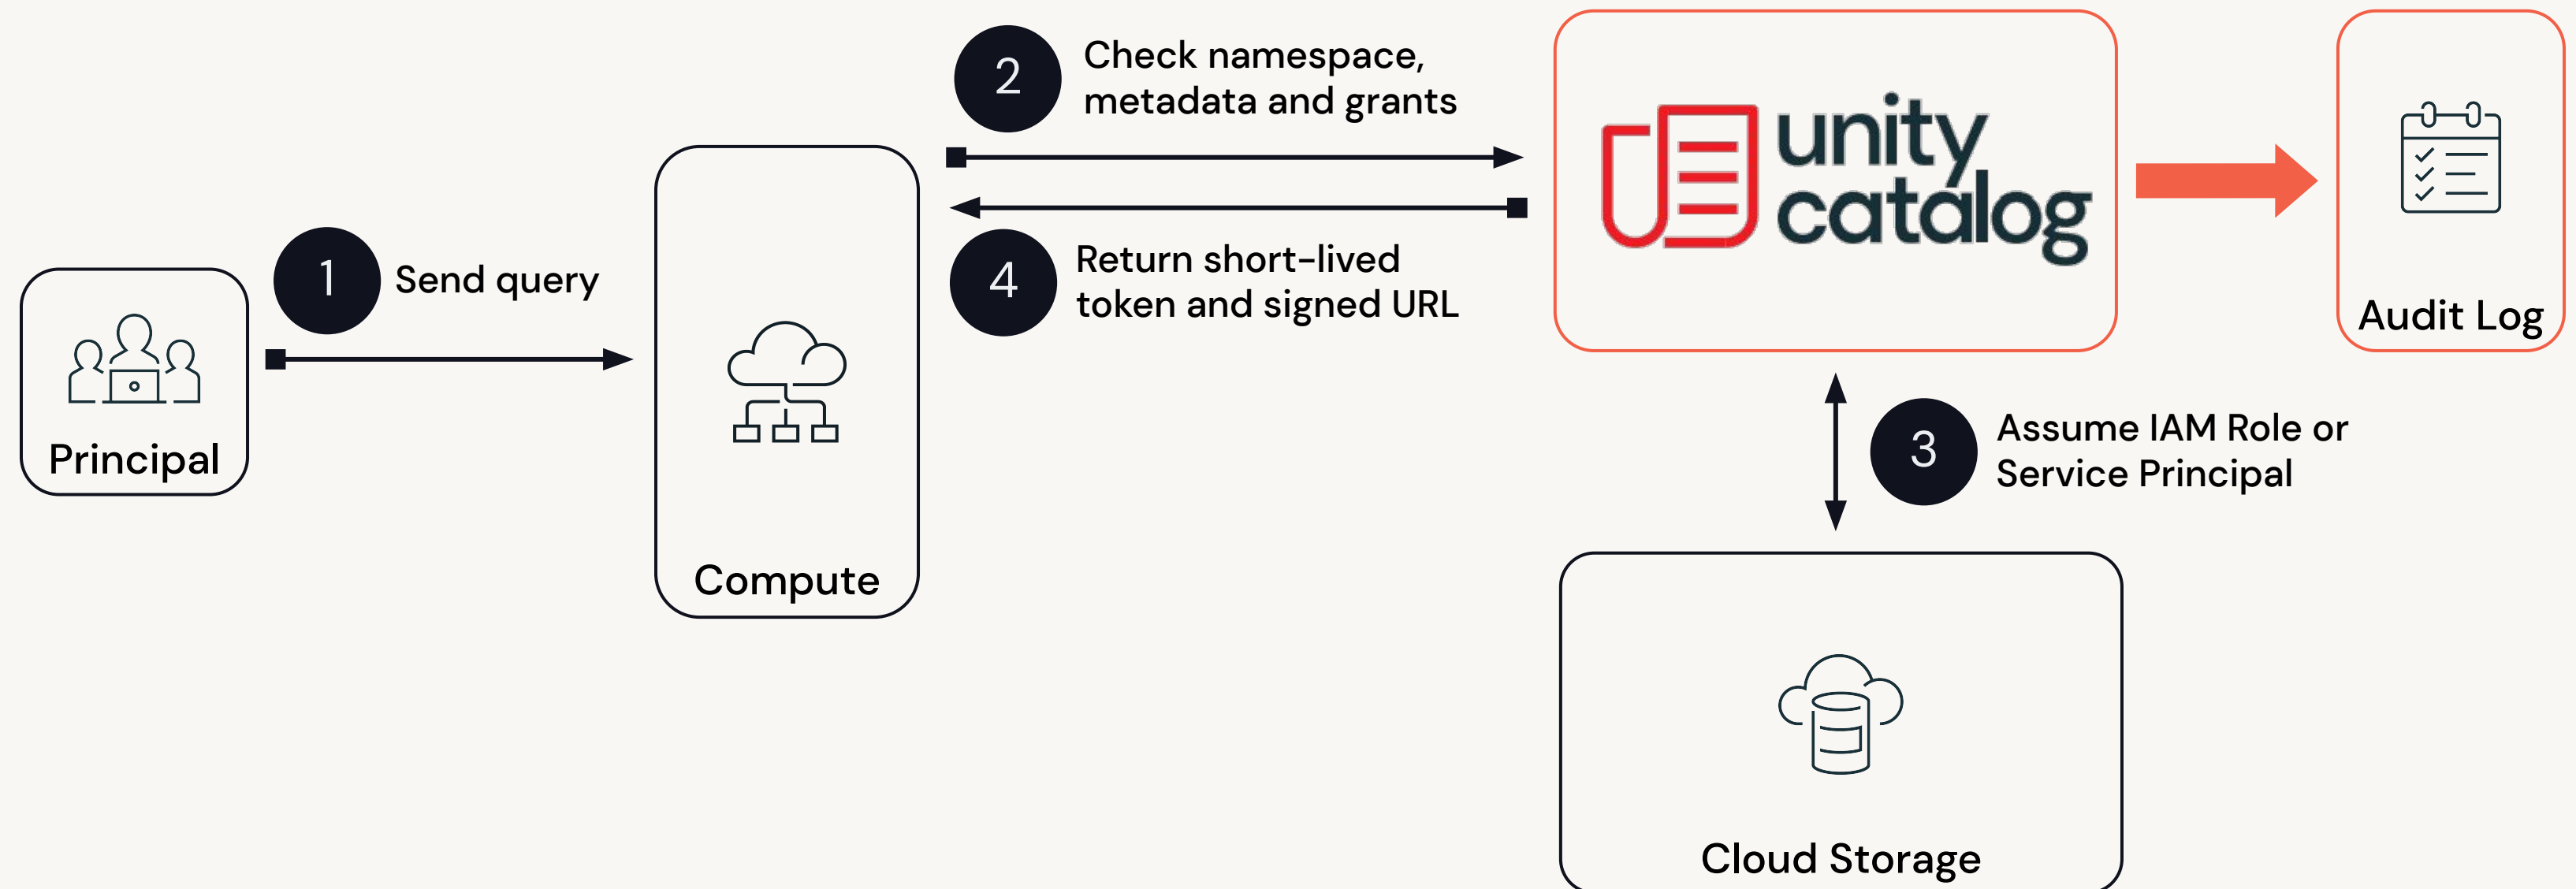 1
Send query
Principal
Compute
2
Check namespace,
metadata and grants
4
Return short-lived
token and signed URL
unity
catalog
Audit Log
3
Assume IAM Role or
Service Principal
Cloud Storage